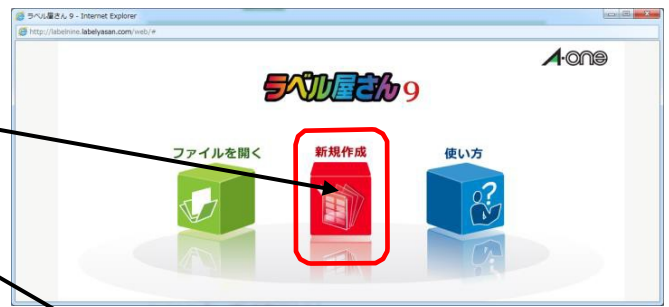 ラベル屋さん 9 - Internet Explorer
http://labelnine.labelyasan.com/web/#
A-one
ラベル屋さん9
ファイルを開く 新規作成 使い方
?